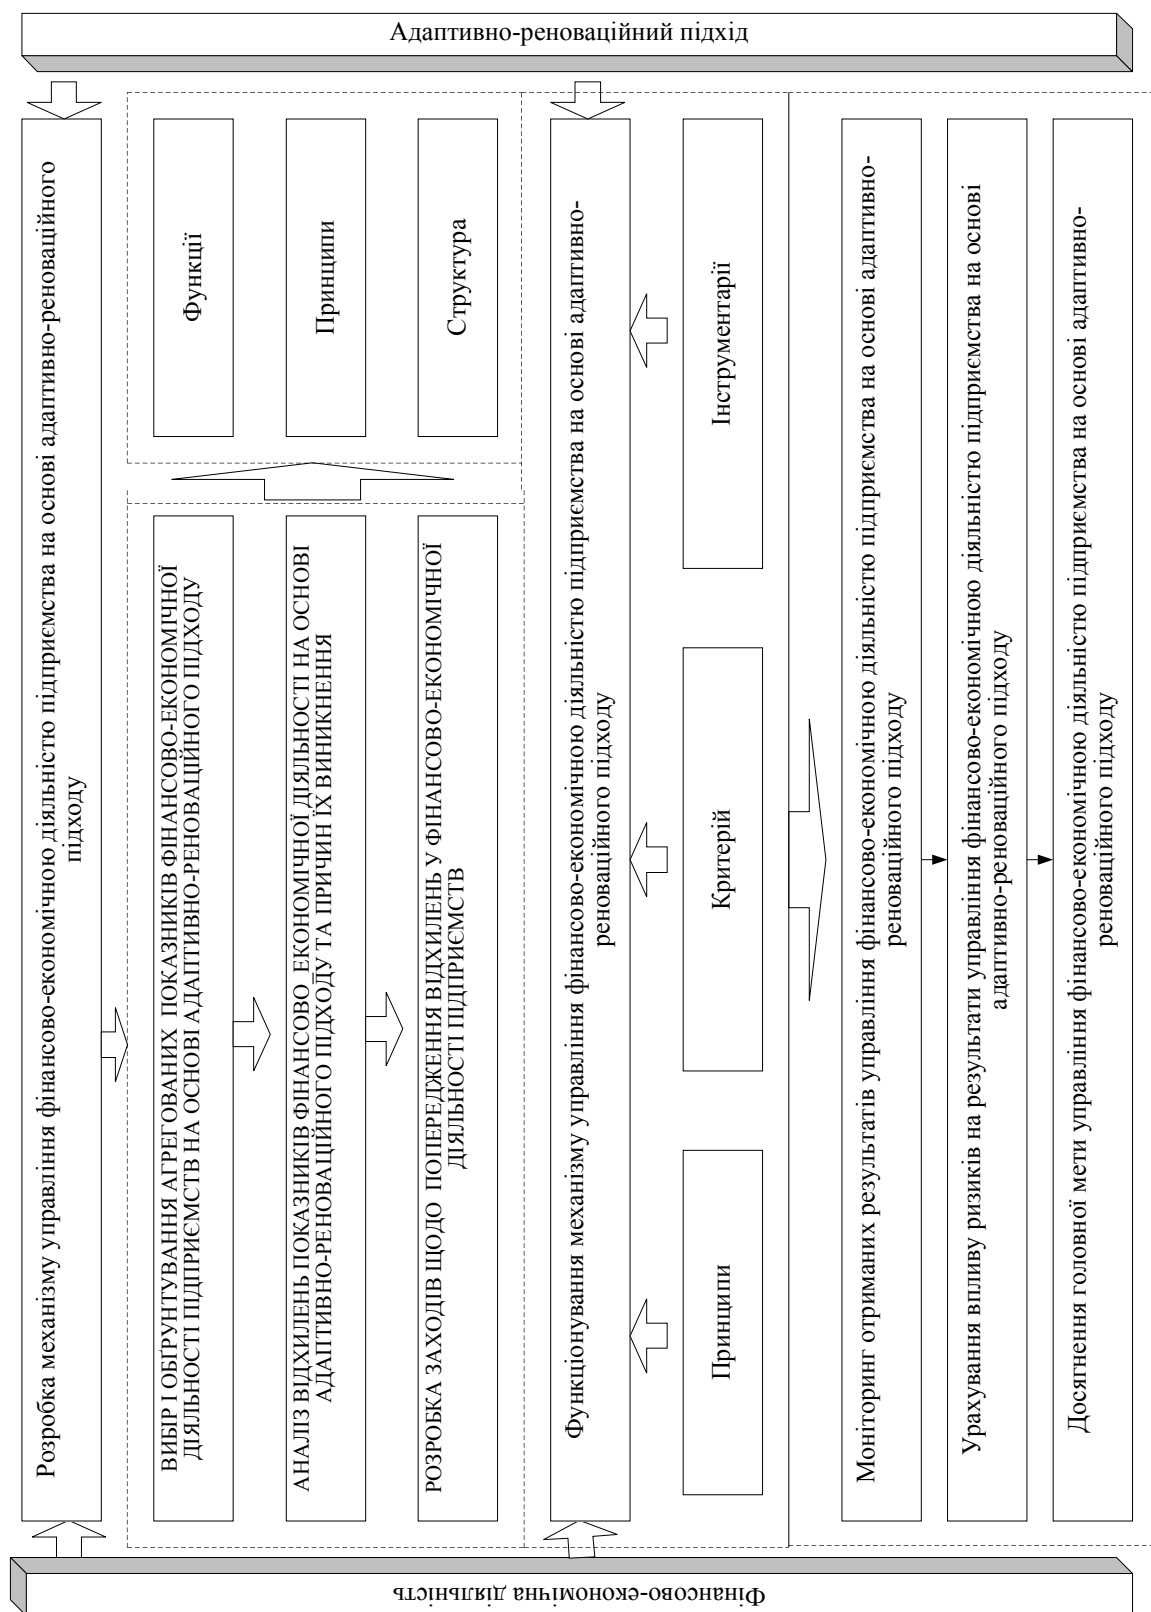 Адаптивно-реноваційний підхід
Фінансово-економічна діяльність
Розробка механізму управління фінансово-економічною діяльністю підприємства на основі адаптивно-реноваційного
підходу
ВИБІР І ОБҐРУНТУВАННЯ АГРЕГОВАНИХ ПОКАЗНИКІВ ФІНАНСОВО-ЕКОНОМІЧНОЇ
ДІЯЛЬНОСТІ ПІДПРИЄМСТВ НА ОСНОВІ АДАПТИВНО-РЕНОВАЦІЙНОГО ПІДХОДУ
АНАЛІЗ ВІДХИЛЕНЬ ПОКАЗНИКІВ ФІНАНСОВО_ЕКОНОМІЧНОЇ ДІЯЛЬНОСТІ НА ОСНОВІ
АДАПТИВНО-РЕНОВАЦІЙНОГО ПІДХОДУ ТА ПРИЧИН ЇХ ВИНИКНЕННЯ
РОЗРОБКА ЗАХОДІВ ЩОДО ПОПЕРЕДЖЕННЯ ВІДХИЛЕНЬ У ФІНАНСОВО-ЕКОНОМІЧНОЇ
ДІЯЛЬНОСТІ ПІДПРИЄМСТВ
Функції
Принципи
Структура
Функціонування механізму управління фінансово-економічною діяльністю підприємства на основі адаптивно-
реноваційного підходу
Принципи
Критерій
Інструментарії
Моніторинг отриманих результатів управління фінансово-економічною діяльністю підприємства на основі адаптивно-
реноваційного підходу
Урахування впливу ризиків на результати управління фінансово-економічною діяльністю підприємства на основі
адаптивно-реноваційного підходу
Досягнення головної мети управління фінансово-економічною діяльністю підприємства на основі адаптивно-
реноваційного підходу